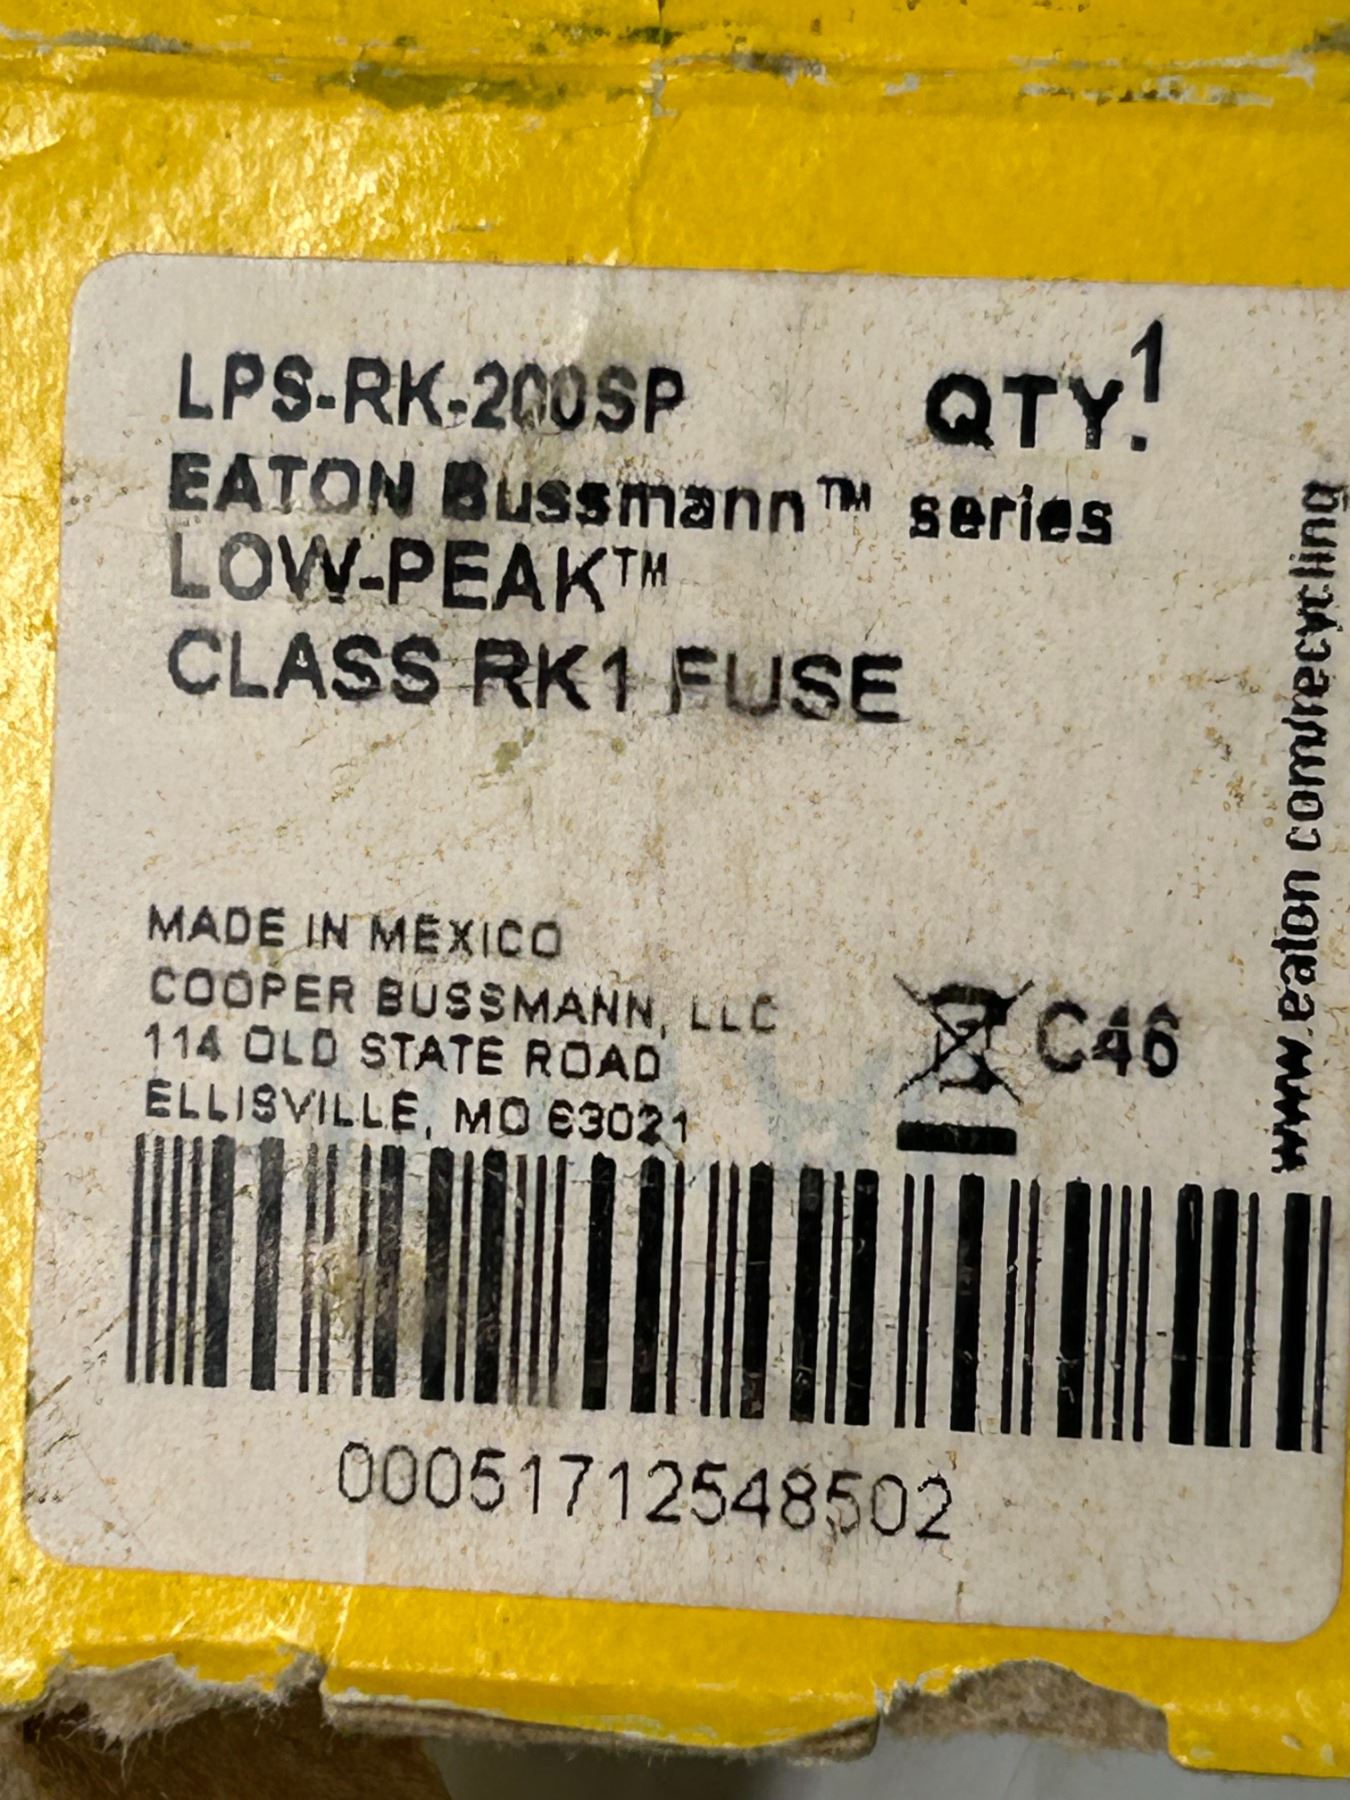 LPS-RK-200SP QTY.1
EATON Bussmann™ series
LOW-PEAK™
CLASS RK1 FUSE
MADE IN MEXICO
COOPER BUSSMANN, LLC
114 OLD STATE ROAD
ELLISVILLE, MO 63021
C46
www.eaton.com/recycling
00051712548502